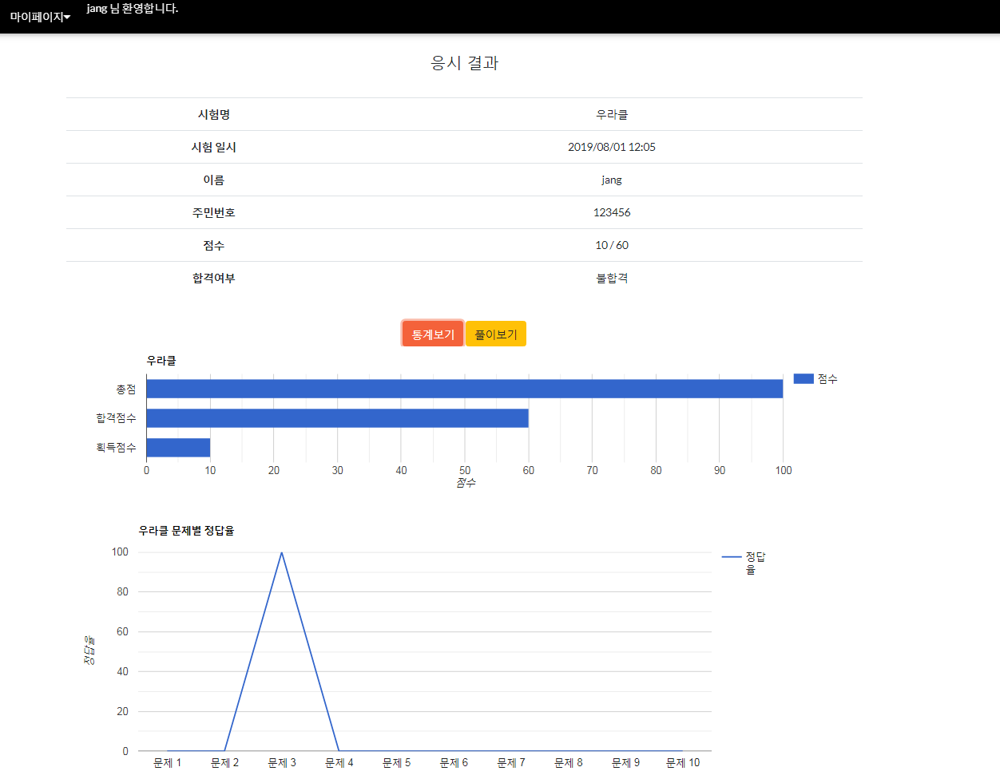 마이페이지
jang 님 환영합니다.
응시 결과
시험명 우라클
시험 일시 2019/08/01 12:05
이름 jang
주민번호 123456
점수 10 / 60
합격여부 불합격
통계보기 풀이보기
우라클
총점
합격점수
획득점수
점수
0 10 20 30 40 50 60 70 80 90 100
점수
우라클 문제별 정답율
100
80
60
40
20
0
정답율
정답
율
문제 1 문제 2 문제 3 문제 4 문제 5 문제 6 문제 7 문제 8 문제 9 문제 10